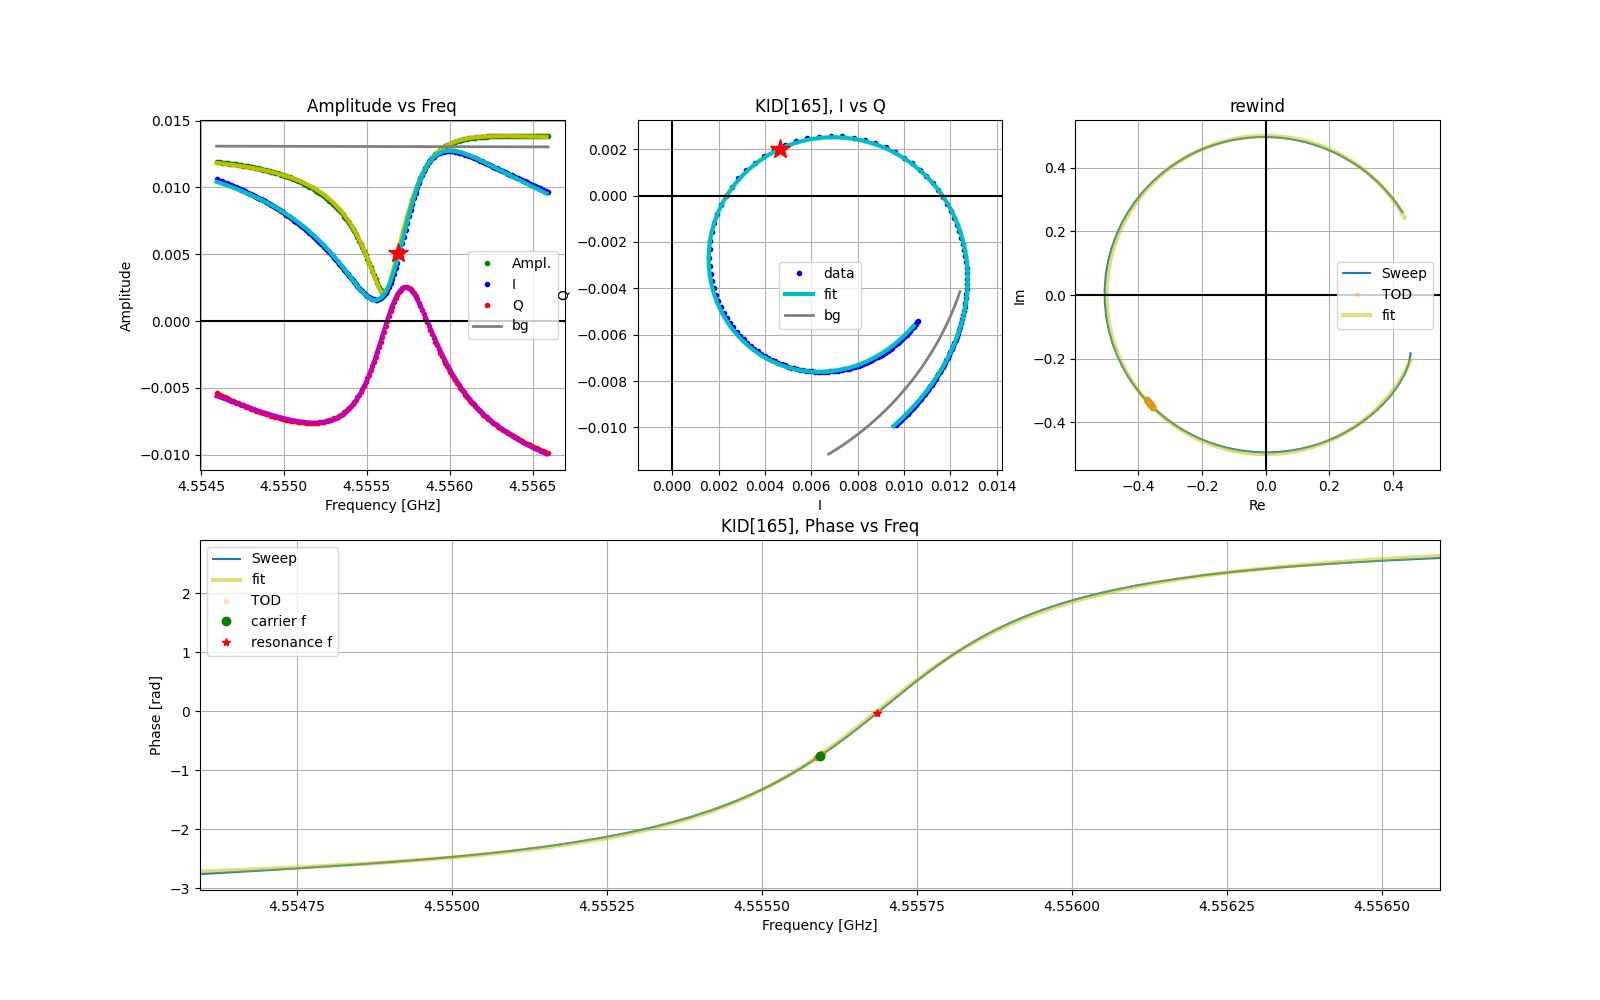 Amplitude vs Freq
0.015
0.010
0.005
0.000
−0.005
−0.010
Amplitude
Ampl.
I
Q
bg
4.5545
4.5550
4.5555
4.5560
4.5565
Frequency [GHz]
KID[165], I vs Q
0.002
0.000
−0.002
−0.004
−0.006
−0.008
−0.010
Q
data
fit
bg
0.000
0.002
0.004
0.006
0.008
0.010
0.012
0.014
I
rewind
0.4
0.2
0.0
−0.2
−0.4
Im
Sweep
TOD
fit
−0.4
−0.2
0.0
0.2
0.4
Re
KID[165], Phase vs Freq
Sweep
fit
TOD
carrier f
resonance f
2
1
0
−1
−2
−3
Phase [rad]
4.55475
4.55500
4.55525
4.55550
4.55575
4.55600
4.55625
4.55650
Frequency [GHz]